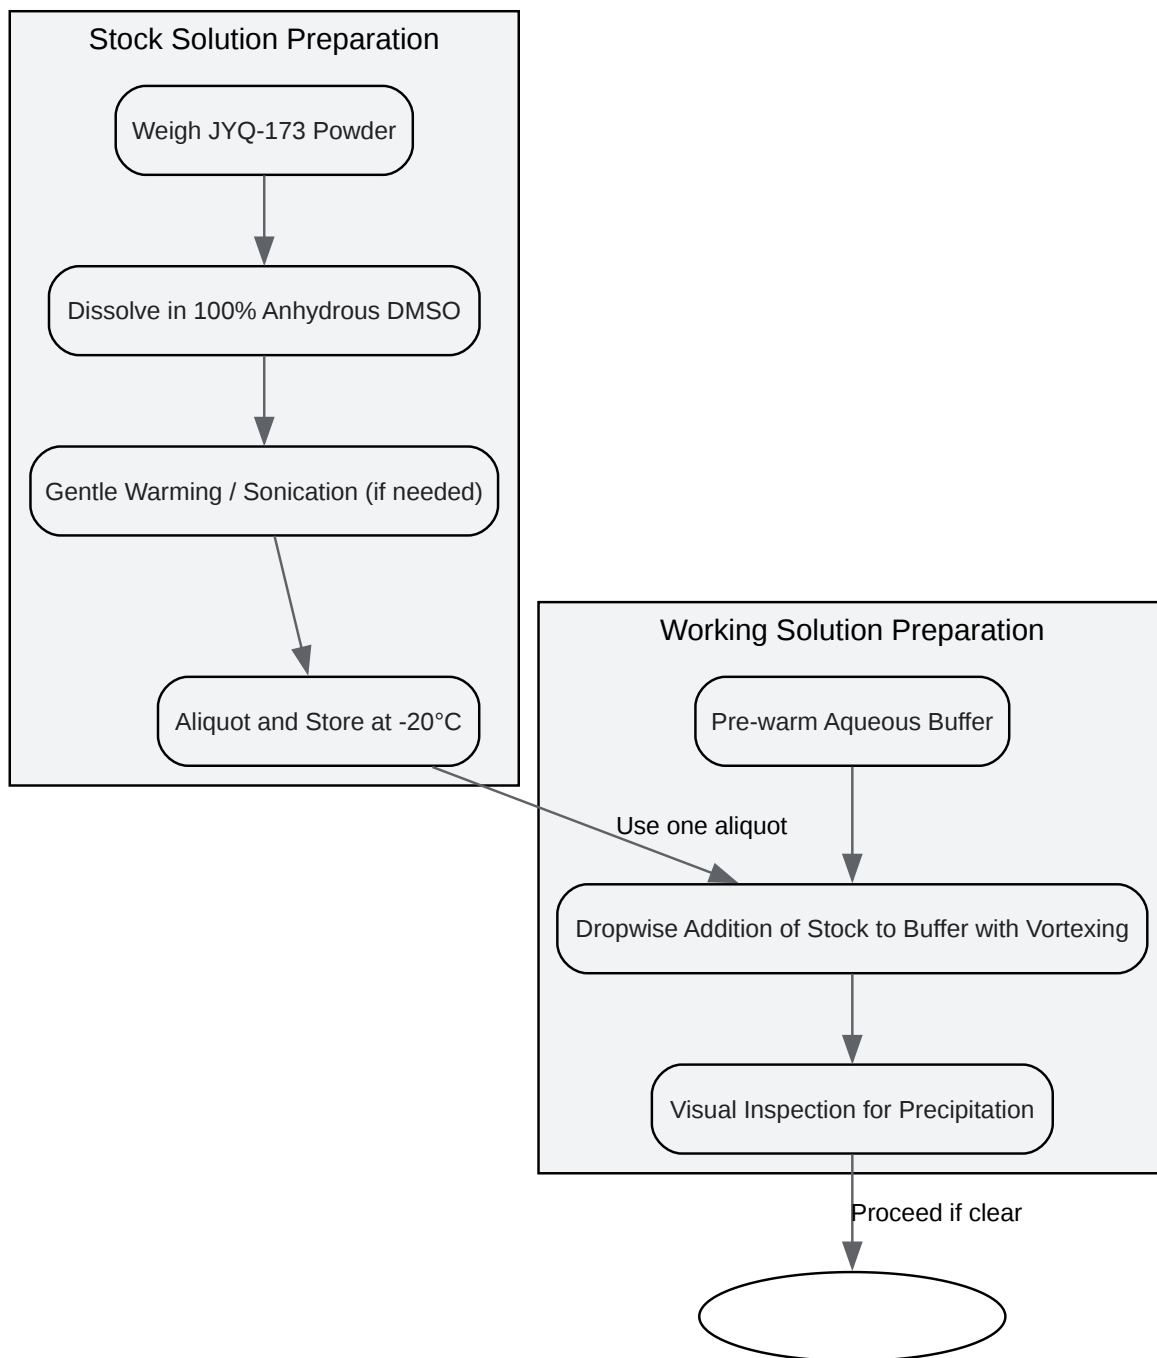 Stock Solution Preparation
Weigh JYQ-173 Powder
Dissolve in 100% Anhydrous DMSO
Gentle Warming / Sonication (if needed)
Aliquot and Store at -20°C
Use one aliquot
Working Solution Preparation
Pre-warm Aqueous Buffer
Dropwise Addition of Stock to Buffer with Vortexing
Visual Inspection for Precipitation
Proceed if clear